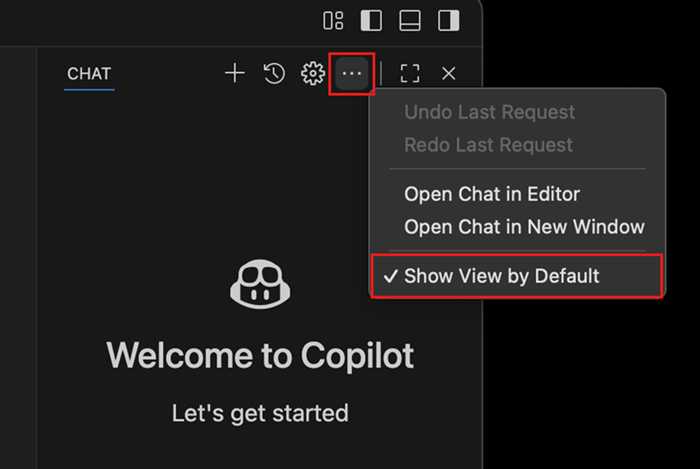 CHAT
Undo Last Request
Redo Last Request
Open Chat in Editor
Open Chat in New Window
✓ Show View by Default
Welcome to Copilot
Let's get started